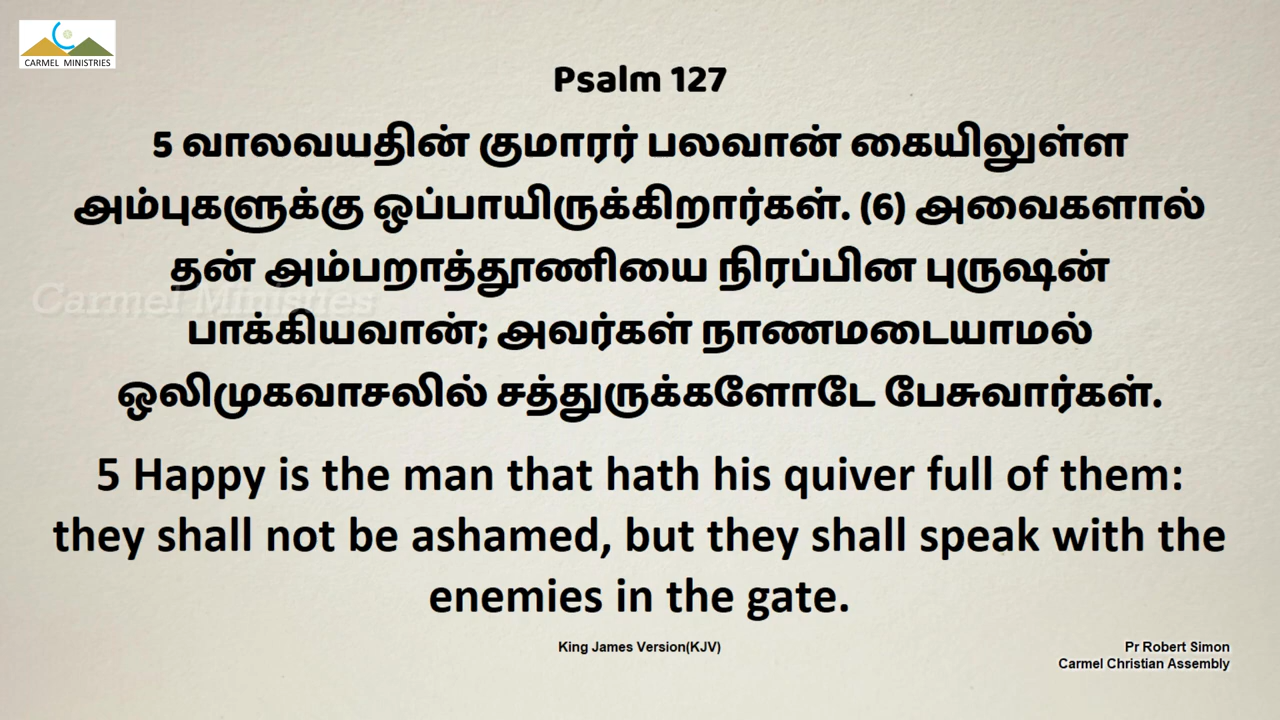 CARMEL MINISTRIES
Psalm 127
5 வாலவயதின் குமாரர் பலவான் கையிலுள்ள
அம்புகளுக்கு ஒப்பாயிருக்கிறார்கள். (6) அவைகளால்
தன் அம்பறாத்தூணியை நிரப்பின புருஷன்
Carmel Ministies
பாக்கியவான்; அவர்கள் நாணமடையாமல்
ஒலிமுகவாசலில் சத்துருக்களோடே பேசுவார்கள்.
5 Happy is the man that hath his quiver full of them:
they shall not be ashamed, but they shall speak with the
enemies in the gate.
King James Version(KJV)
Pr Robert Simon
Carmel Christian Assembly